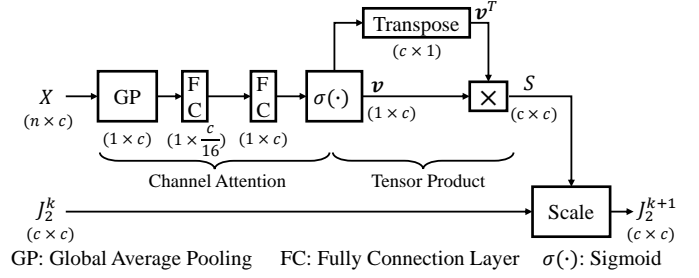 Transpose
𝒗^T
(c × 1)
X
(n × c)
GP
(1 × c)
F
C
(1 × c/16)
F
C
(1 × c)
σ(·)
𝒗
(1 × c)
×
S
(c × c)
Channel Attention
Tensor Product
J_2^k
(c × c)
Scale
J_2^{k+1}
(c × c)
GP: Global Average Pooling FC: Fully Connection Layer σ(·): Sigmoid